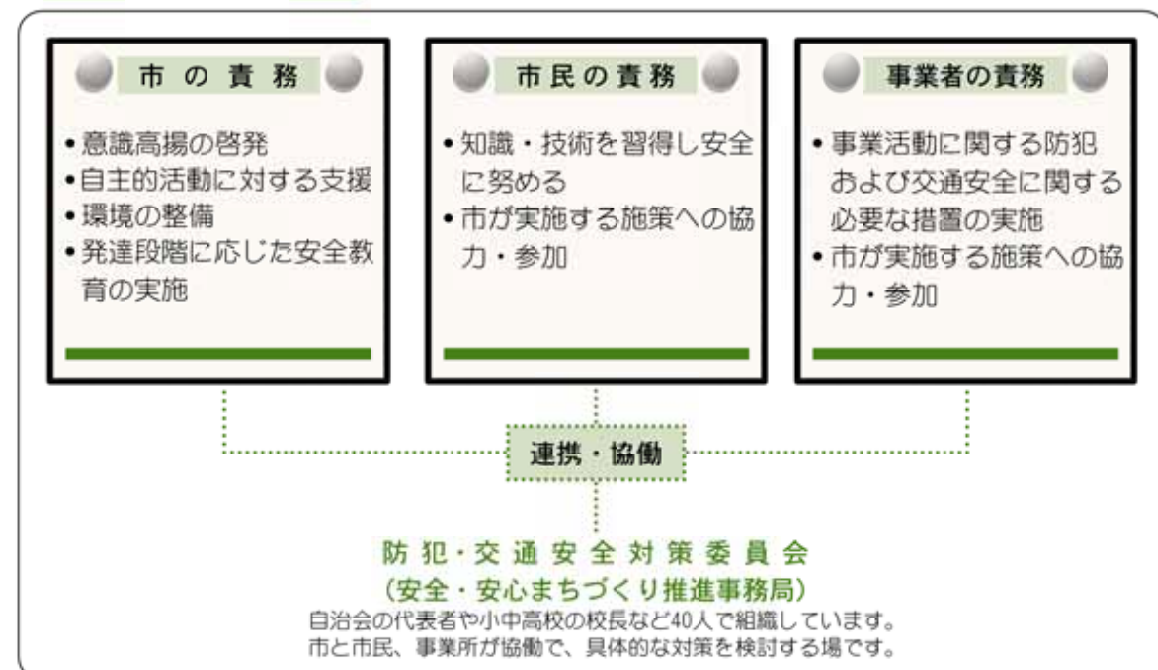 市の責務
・意識高揚の啓発
・自主的活動に対する支援
・環境の整備
・発達段階に応じた安全教
育の実施
市民の責務
・知識・技術を習得し安全
に努める
・市が実施する施策への協
力・参加
事業者の責務
・事業活動に関する防犯
および交通安全に関する
必要な措置の実施
・市が実施する施策への協
力・参加
連携・協働
防犯・交通安全対策委員会
(安全・安心まちづくり推進事務局)
自治会の代表者や小中高校の校長など40人で組織しています。
市と市民、事業所が協働で、具体的な対策を検討する場です。